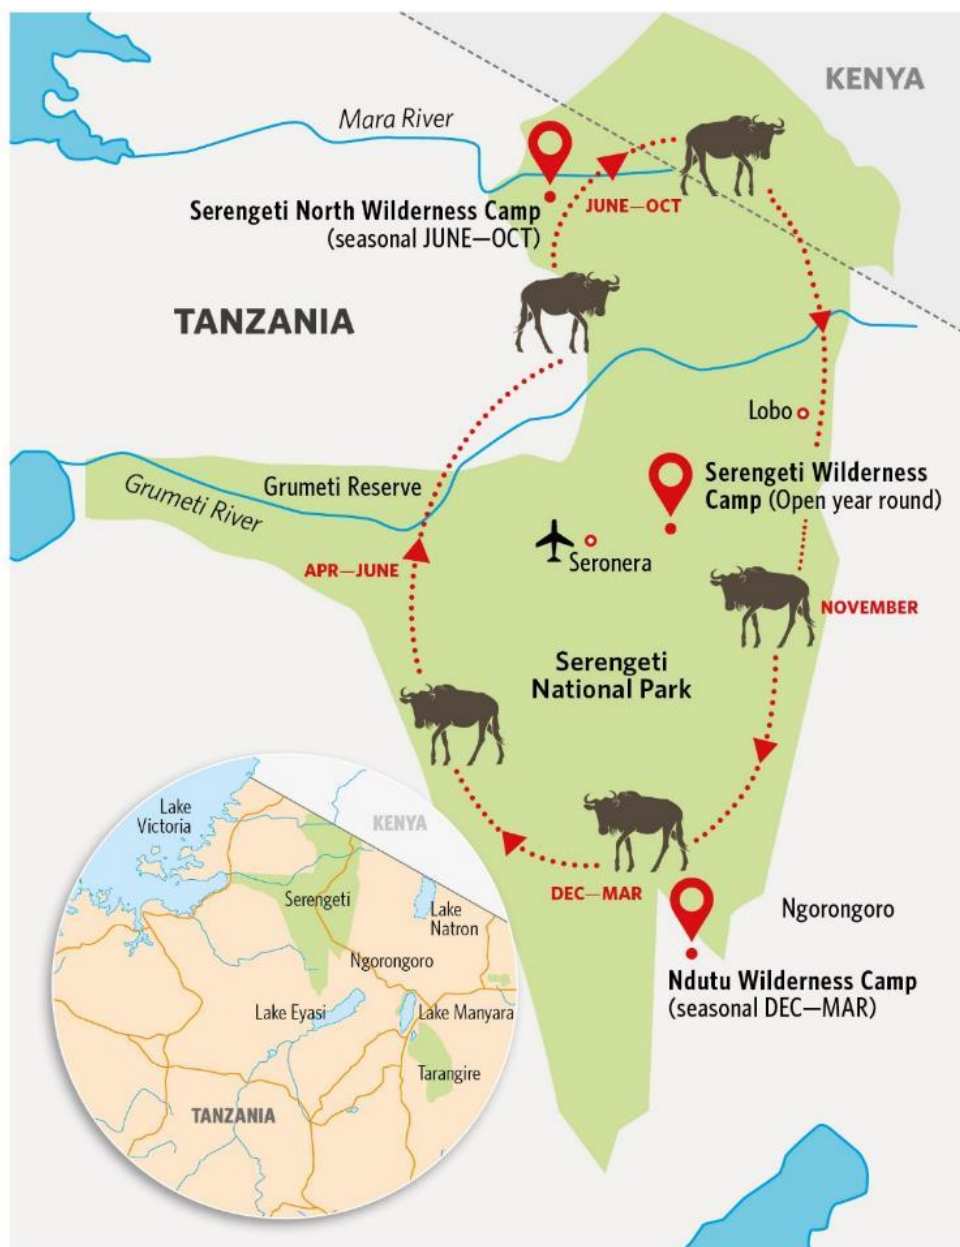 KENYA
Mara River
Serengeti North Wilderness Camp
(seasonal JUNE—OCT)
JUNE—OCT
TANZANIA
Lobo
Serengeti Wilderness
Camp (Open year round)
Grumeti Reserve
Grumeti River
Seronera
APR—JUNE
NOVEMBER
Serengeti
National Park
DEC—MAR
Ngorongoro
Ndutu Wilderness Camp
(seasonal DEC—MAR)
Lake
Victoria
KENYA
Serengeti
Lake
Natron
Ngorongoro
Lake Eyasi
Lake Manyara
Tarangire
TANZANIA